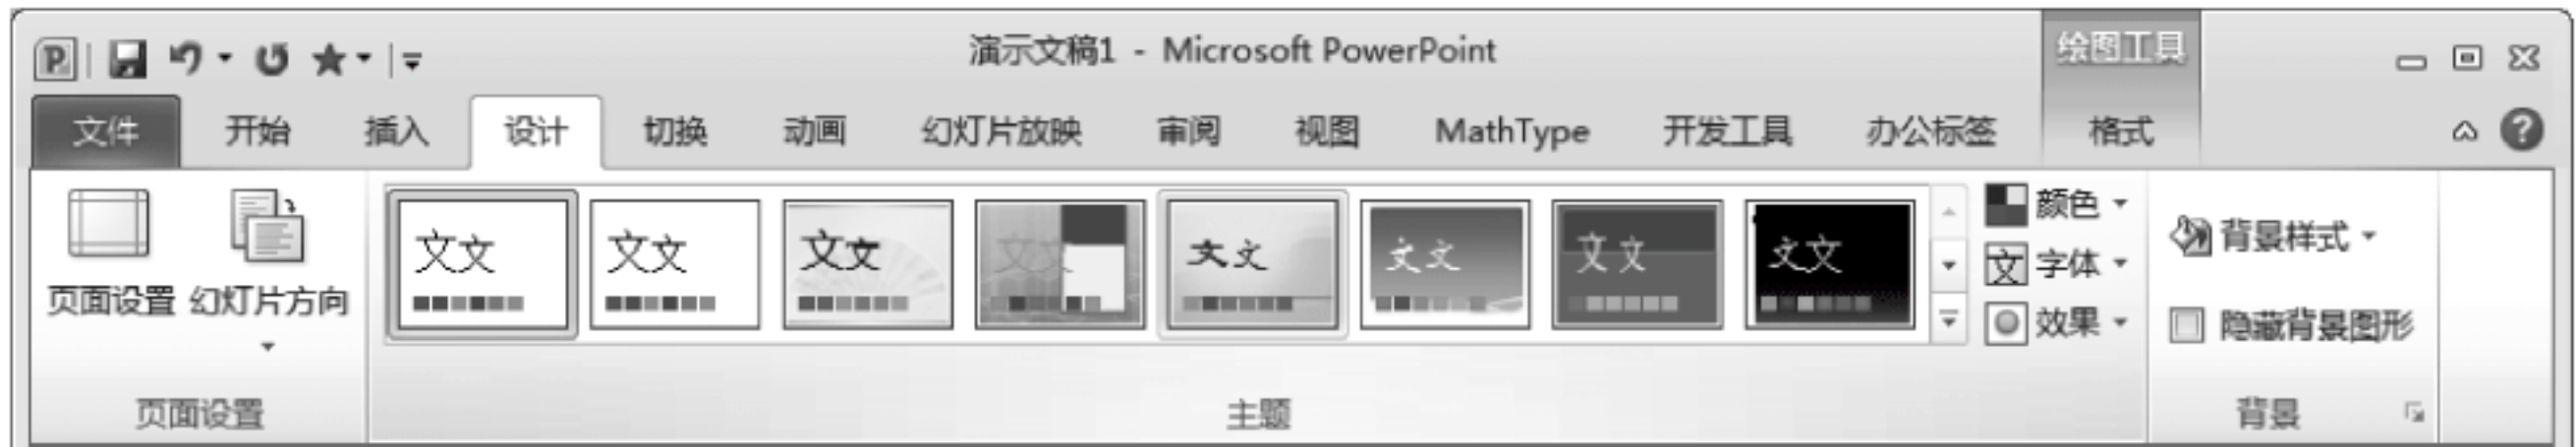 演示文稿1 - Microsoft PowerPoint 绘图工具
文件 开始 插入 设计 切换 动画 幻灯片放映 审阅 视图 MathType 开发工具 办公标签 格式
页面设置 幻灯片方向
文文 文文 文文 文文 文文 文文 文文 文文
颜色
字体
效果
背景样式
隐藏背景图形
页面设置 主题 背景